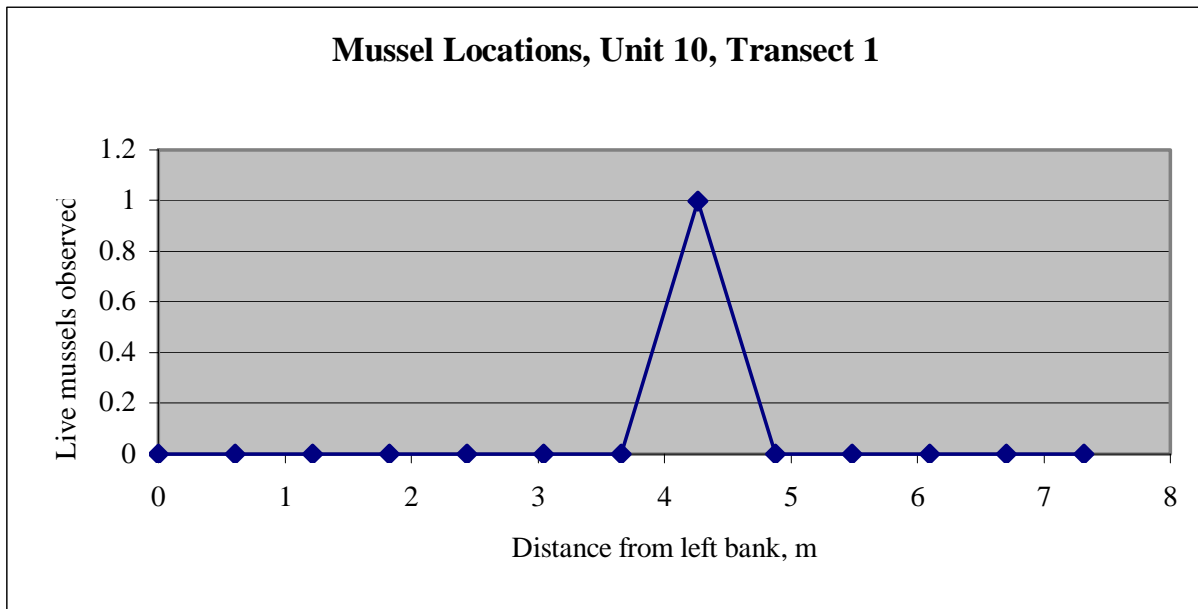 Mussel Locations, Unit 10, Transect 1
Live mussels observed
1.2
1
0.8
0.6
0.4
0.2
0
0 1 2 3 4 5 6 7 8
Distance from left bank, m